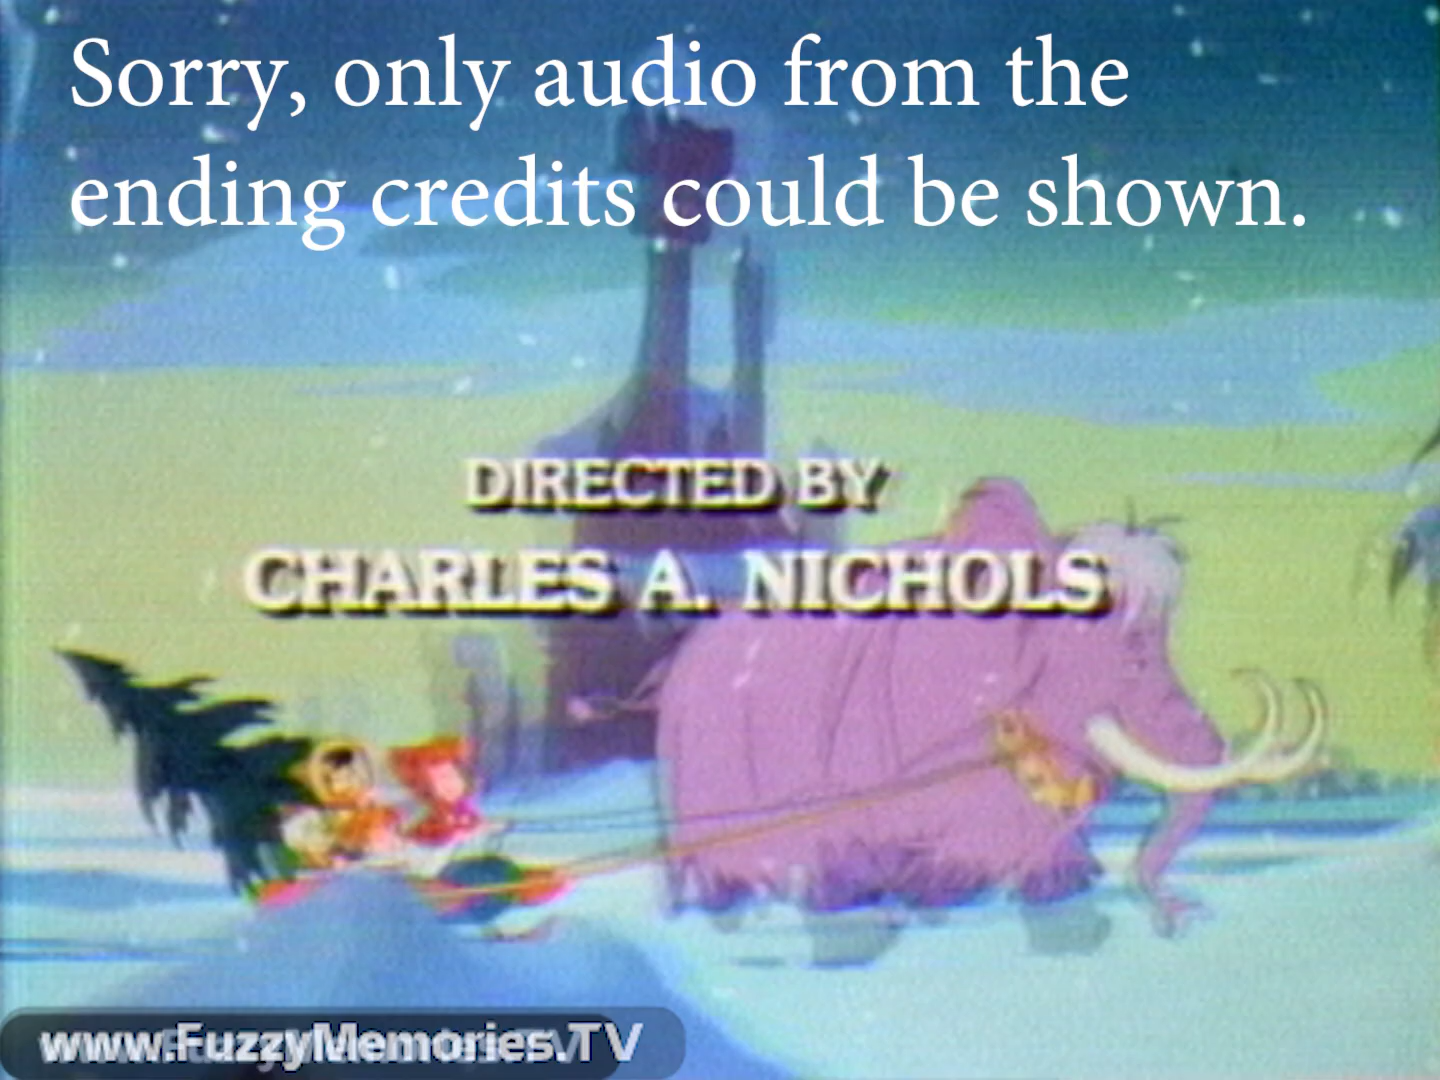 Sorry, only audio from the
ending credits could be shown.
DIRECTED BY
CHARLES A. NICHOLS
www.FuzzyMemories.TV